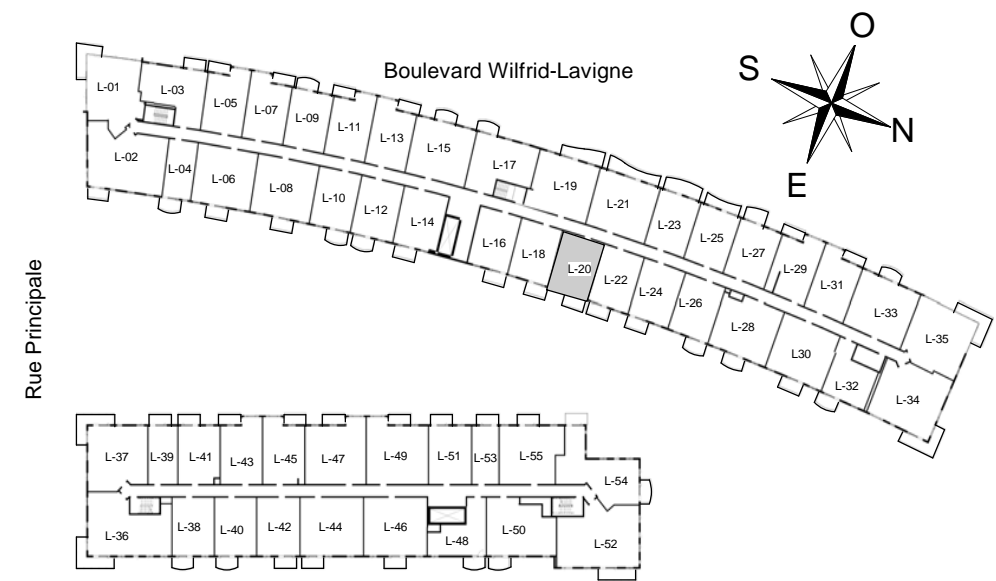 O
S
N
E
Boulevard Wilfrid-Lavigne
Rue Principale
L-01 L-03 L-05 L-07 L-09 L-11 L-13 L-15 L-17 L-19 L-21 L-23 L-25 L-27 L-29 L-31 L-33 L-35
L-02 L-04 L-06 L-08 L-10 L-12 L-14 L-16 L-18 L-20 L-22 L-24 L-26 L-28 L30 L-32 L-34
L-37 L-39 L-41 L-43 L-45 L-47 L-49 L-51 L-53 L-55 L-54
L-36 L-38 L-40 L-42 L-44 L-46 L-48 L-50 L-52